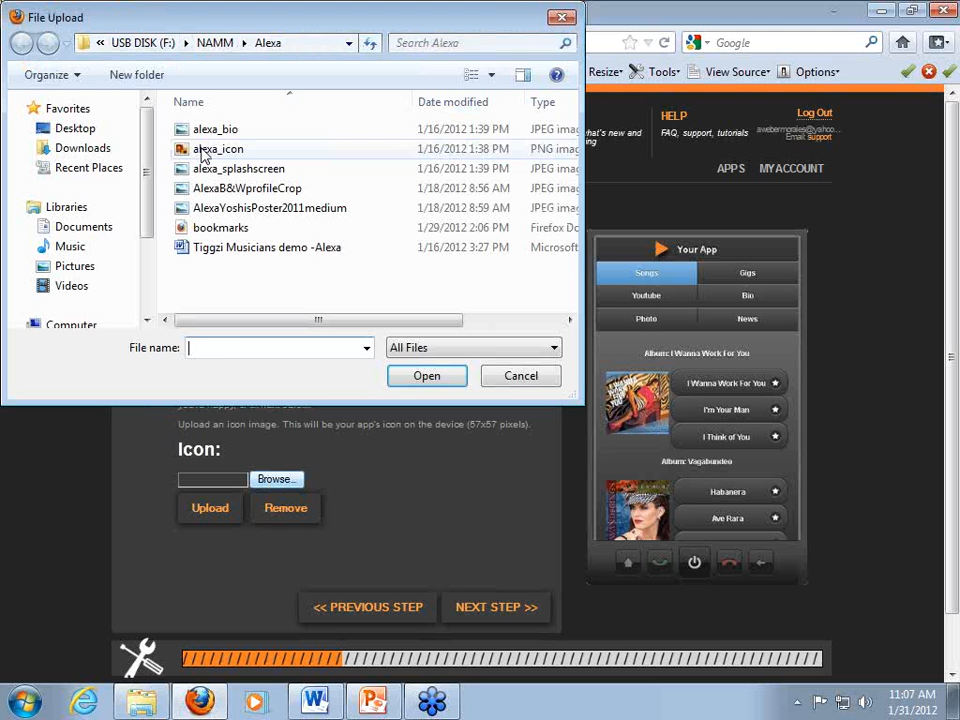 File Upload
« USB DISK (F:) ▸ NAMM ▸ Alexa
Search Alexa
Google
Organize
New folder
Resize
Tools
View Source
Options
Name
Date modified
Type
Favorites
Desktop
Downloads
Recent Places
Libraries
Documents
Music
Pictures
Videos
Computer
alexa_bio 1/16/2012 1:39 PM JPEG imag
alexa_icon 1/16/2012 1:38 PM PNG imag
alexa_splashscreen 1/16/2012 1:39 PM JPEG imag
AlexaB&WprofileCrop 1/18/2012 8:56 AM JPEG imag
AlexaYoshisPoster2011medium 1/18/2012 8:59 AM JPEG imag
bookmarks 1/29/2012 2:06 PM Firefox Do
Tiggzi Musicians demo -Alexa 1/16/2012 3:27 PM Microsoft
File name:
All Files
Open
Cancel
what's new and
HELP
FAQ, support, tutorials
Log Out
awebermorales@yahoo...
Email support
APPS MY ACCOUNT
Upload an icon image. This will be your app's icon on the device (57x57 pixels).
Icon:
Browse...
Upload
Remove
<< PREVIOUS STEP
NEXT STEP >>
Your App
Songs
Gigs
Youtube
Bio
Photo
News
Album: I Wanna Work For You
I Wanna Work For You
I'm Your Man
I Think of You
Album: Vagabundeo
Habanera
Ave Rara
11:07 AM
1/31/2012